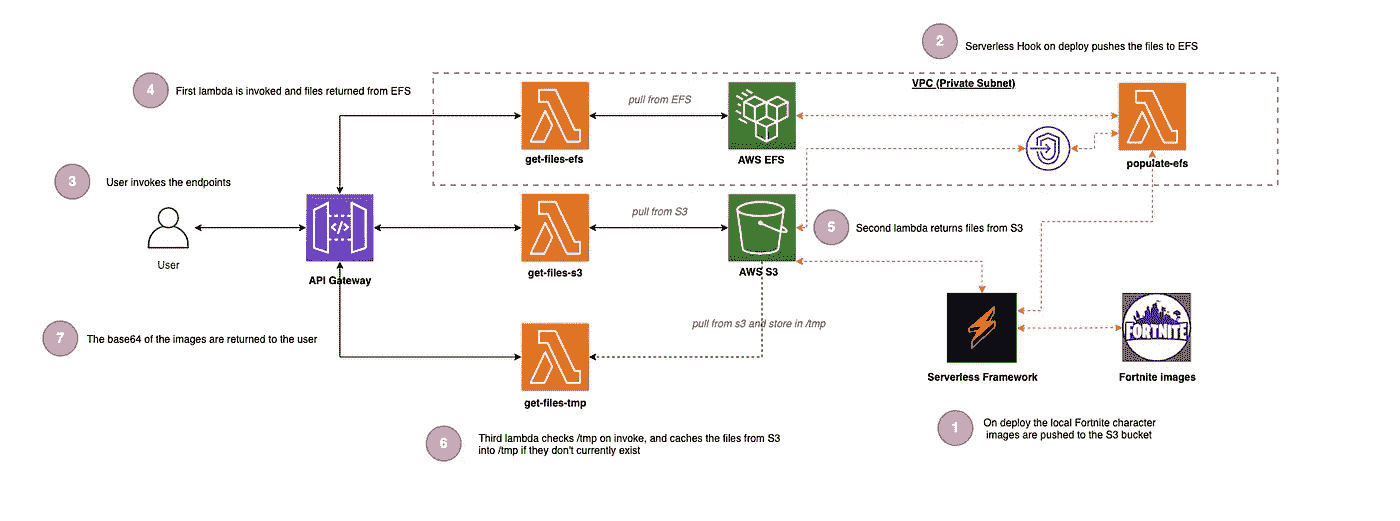 2
Serverless Hook on deploy pushes the files to EFS
4
First lambda is invoked and files returned from EFS
VPC (Private Subnet)
pull from EFS
get-files-efs
AWS EFS
populate-efs
3
User invokes the endpoints
</>
User
API Gateway
pull from S3
get-files-s3
AWS S3
5
Second lambda returns files from S3
7
The base64 of the images are returned to the user
pull from s3 and store in /tmp
get-files-tmp
FORTNITE
Serverless Framework
Fortnite images
6
Third lambda checks /tmp on invoke, and caches the files from S3
into /tmp if they don't currently exist
1
On deploy the local Fortnite character
images are pushed to the S3 bucket